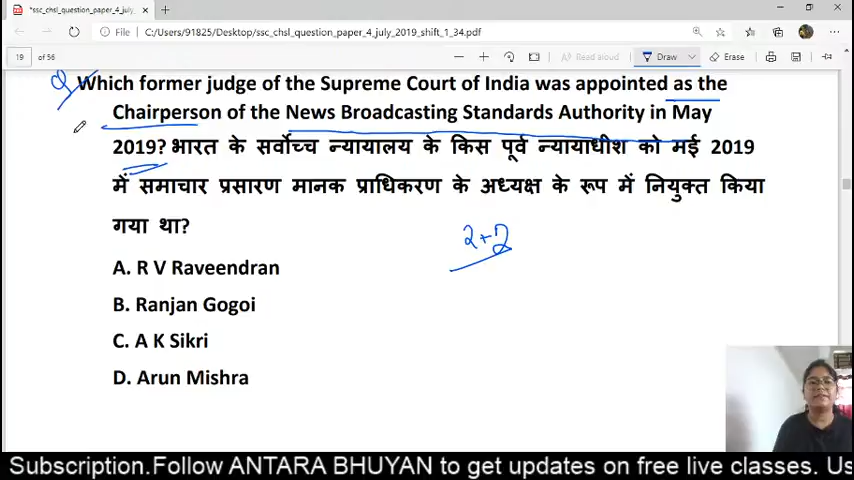 *ssc_chsl_question_paper_4_july
File
C:/Users/91825/Desktop/ssc_chsl_question_paper_4_july_2019_shift_1_34.pdf
19 of 56
Read aloud
Draw
Erase
Q
Which former judge of the Supreme Court of India was appointed as the
Chairperson of the News Broadcasting Standards Authority in May
2019? भारत के सर्वोच्च न्यायालय के किस पूर्व न्यायाधीश को मई 2019
में समाचार प्रसारण मानक प्राधिकरण के अध्यक्ष के रूप में नियुक्त किया
गया था?
2+2
A. R V Raveendran
B. Ranjan Gogoi
C. A K Sikri
D. Arun Mishra
Subscription.Follow ANTARA BHUYAN to get updates on free live classes. Us